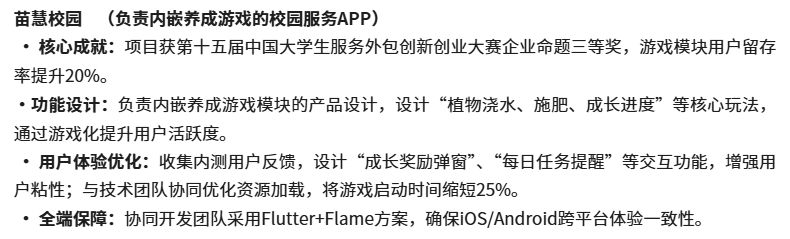 苗慧校园 （负责内嵌养成游戏的校园服务APP）
• 核心成就：项目获第十五届中国大学生服务外包创新创业大赛企业命题三等奖，游戏模块用户留存
率提升20%。
•功能设计：负责内嵌养成游戏模块的产品设计，设计“植物浇水、施肥、成长进度”等核心玩法，
通过游戏化提升用户活跃度。
• 用户体验优化：收集内测用户反馈，设计“成长奖励弹窗”、“每日任务提醒”等交互功能，增强用
户粘性；与技术团队协同优化资源加载，将游戏启动时间缩短25%。
• 全端保障：协同开发团队采用Flutter+Flame方案，确保iOS/Android跨平台体验一致性。